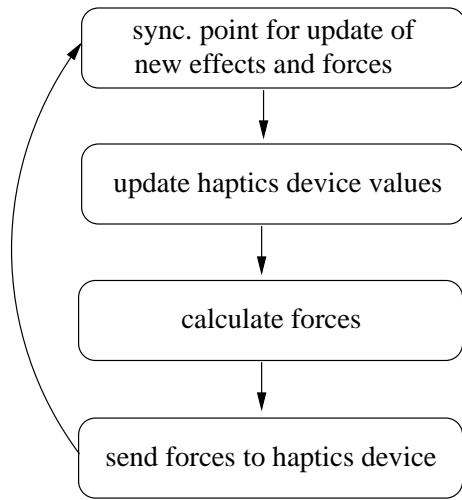 sync. point for update of
new effects and forces
update haptics device values
calculate forces
send forces to haptics device